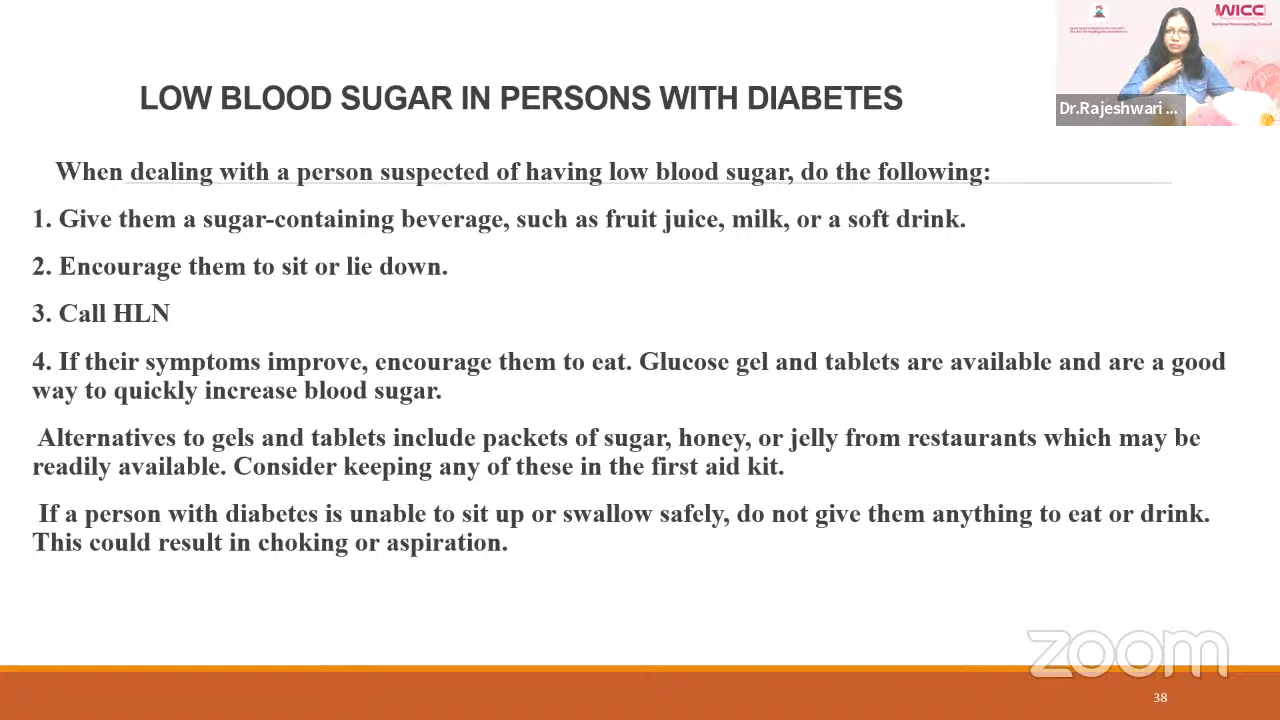 WICC
LOW BLOOD SUGAR IN PERSONS WITH DIABETES
Dr.Rajeshwari ...
When dealing with a person suspected of having low blood sugar, do the following:
1. Give them a sugar-containing beverage, such as fruit juice, milk, or a soft drink.
2. Encourage them to sit or lie down.
3. Call HLN
4. If their symptoms improve, encourage them to eat. Glucose gel and tablets are available and are a good
way to quickly increase blood sugar.
Alternatives to gels and tablets include packets of sugar, honey, or jelly from restaurants which may be
readily available. Consider keeping any of these in the first aid kit.
If a person with diabetes is unable to sit up or swallow safely, do not give them anything to eat or drink.
This could result in choking or aspiration.
zoom
38